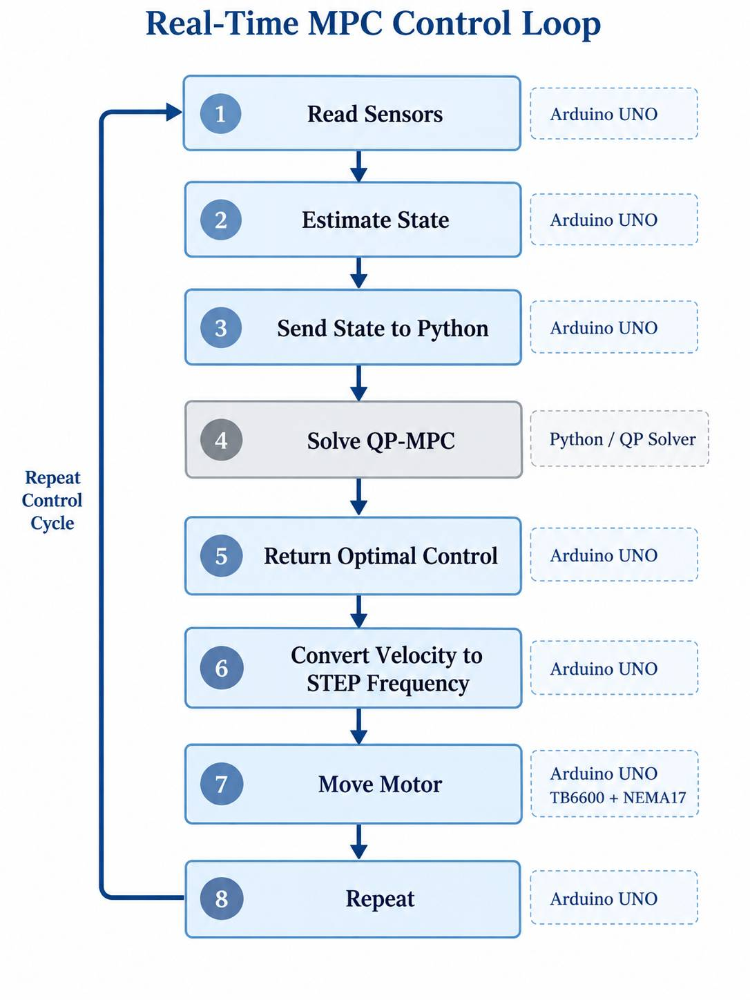 Real-Time MPC Control Loop
1
Read Sensors
Arduino UNO
2
Estimate State
Arduino UNO
3
Send State to Python
Arduino UNO
4
Solve QP-MPC
Python / QP Solver
Repeat
Control
Cycle
5
Return Optimal Control
Arduino UNO
6
Convert Velocity to
STEP Frequency
Arduino UNO
7
Move Motor
Arduino UNO
TB6600 + NEMA17
8
Repeat
Arduino UNO